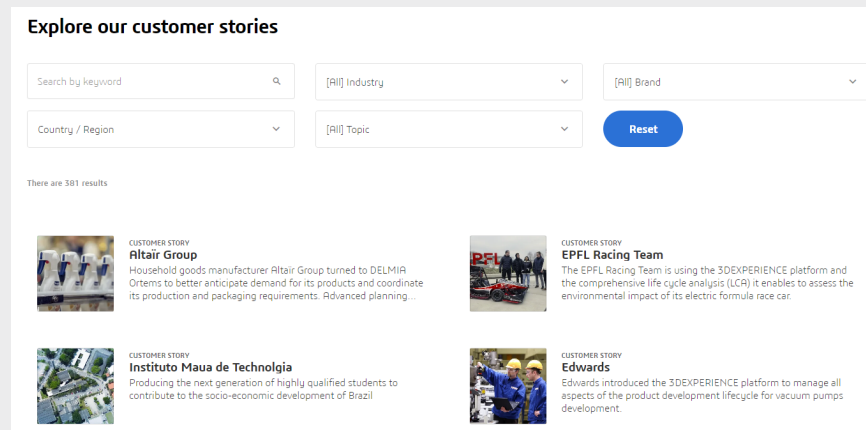 Explore our customer stories
Search by keyword
[All] Industry
[All] Brand
Country / Region
[All] Topic
Reset
There are 381 results
CUSTOMER STORY
Altaïr Group
Household goods manufacturer Altaïr Group turned to DELMIA
Ortems to better anticipate demand for its products and coordinate
its production and packaging requirements. Advanced planning...
CUSTOMER STORY
EPFL Racing Team
The EPFL Racing Team is using the 3DEXPERIENCE platform and
the comprehensive life cycle analysis (LCA) it enables to assess the
environmental impact of its electric formula race car.
EPFL
CUSTOMER STORY
Instituto Maua de Technolgia
Producing the next generation of highly qualified students to
contribute to the socio-economic development of Brazil
CUSTOMER STORY
Edwards
Edwards introduced the 3DEXPERIENCE platform to manage all
aspects of the product development lifecycle for vacuum pumps
development.